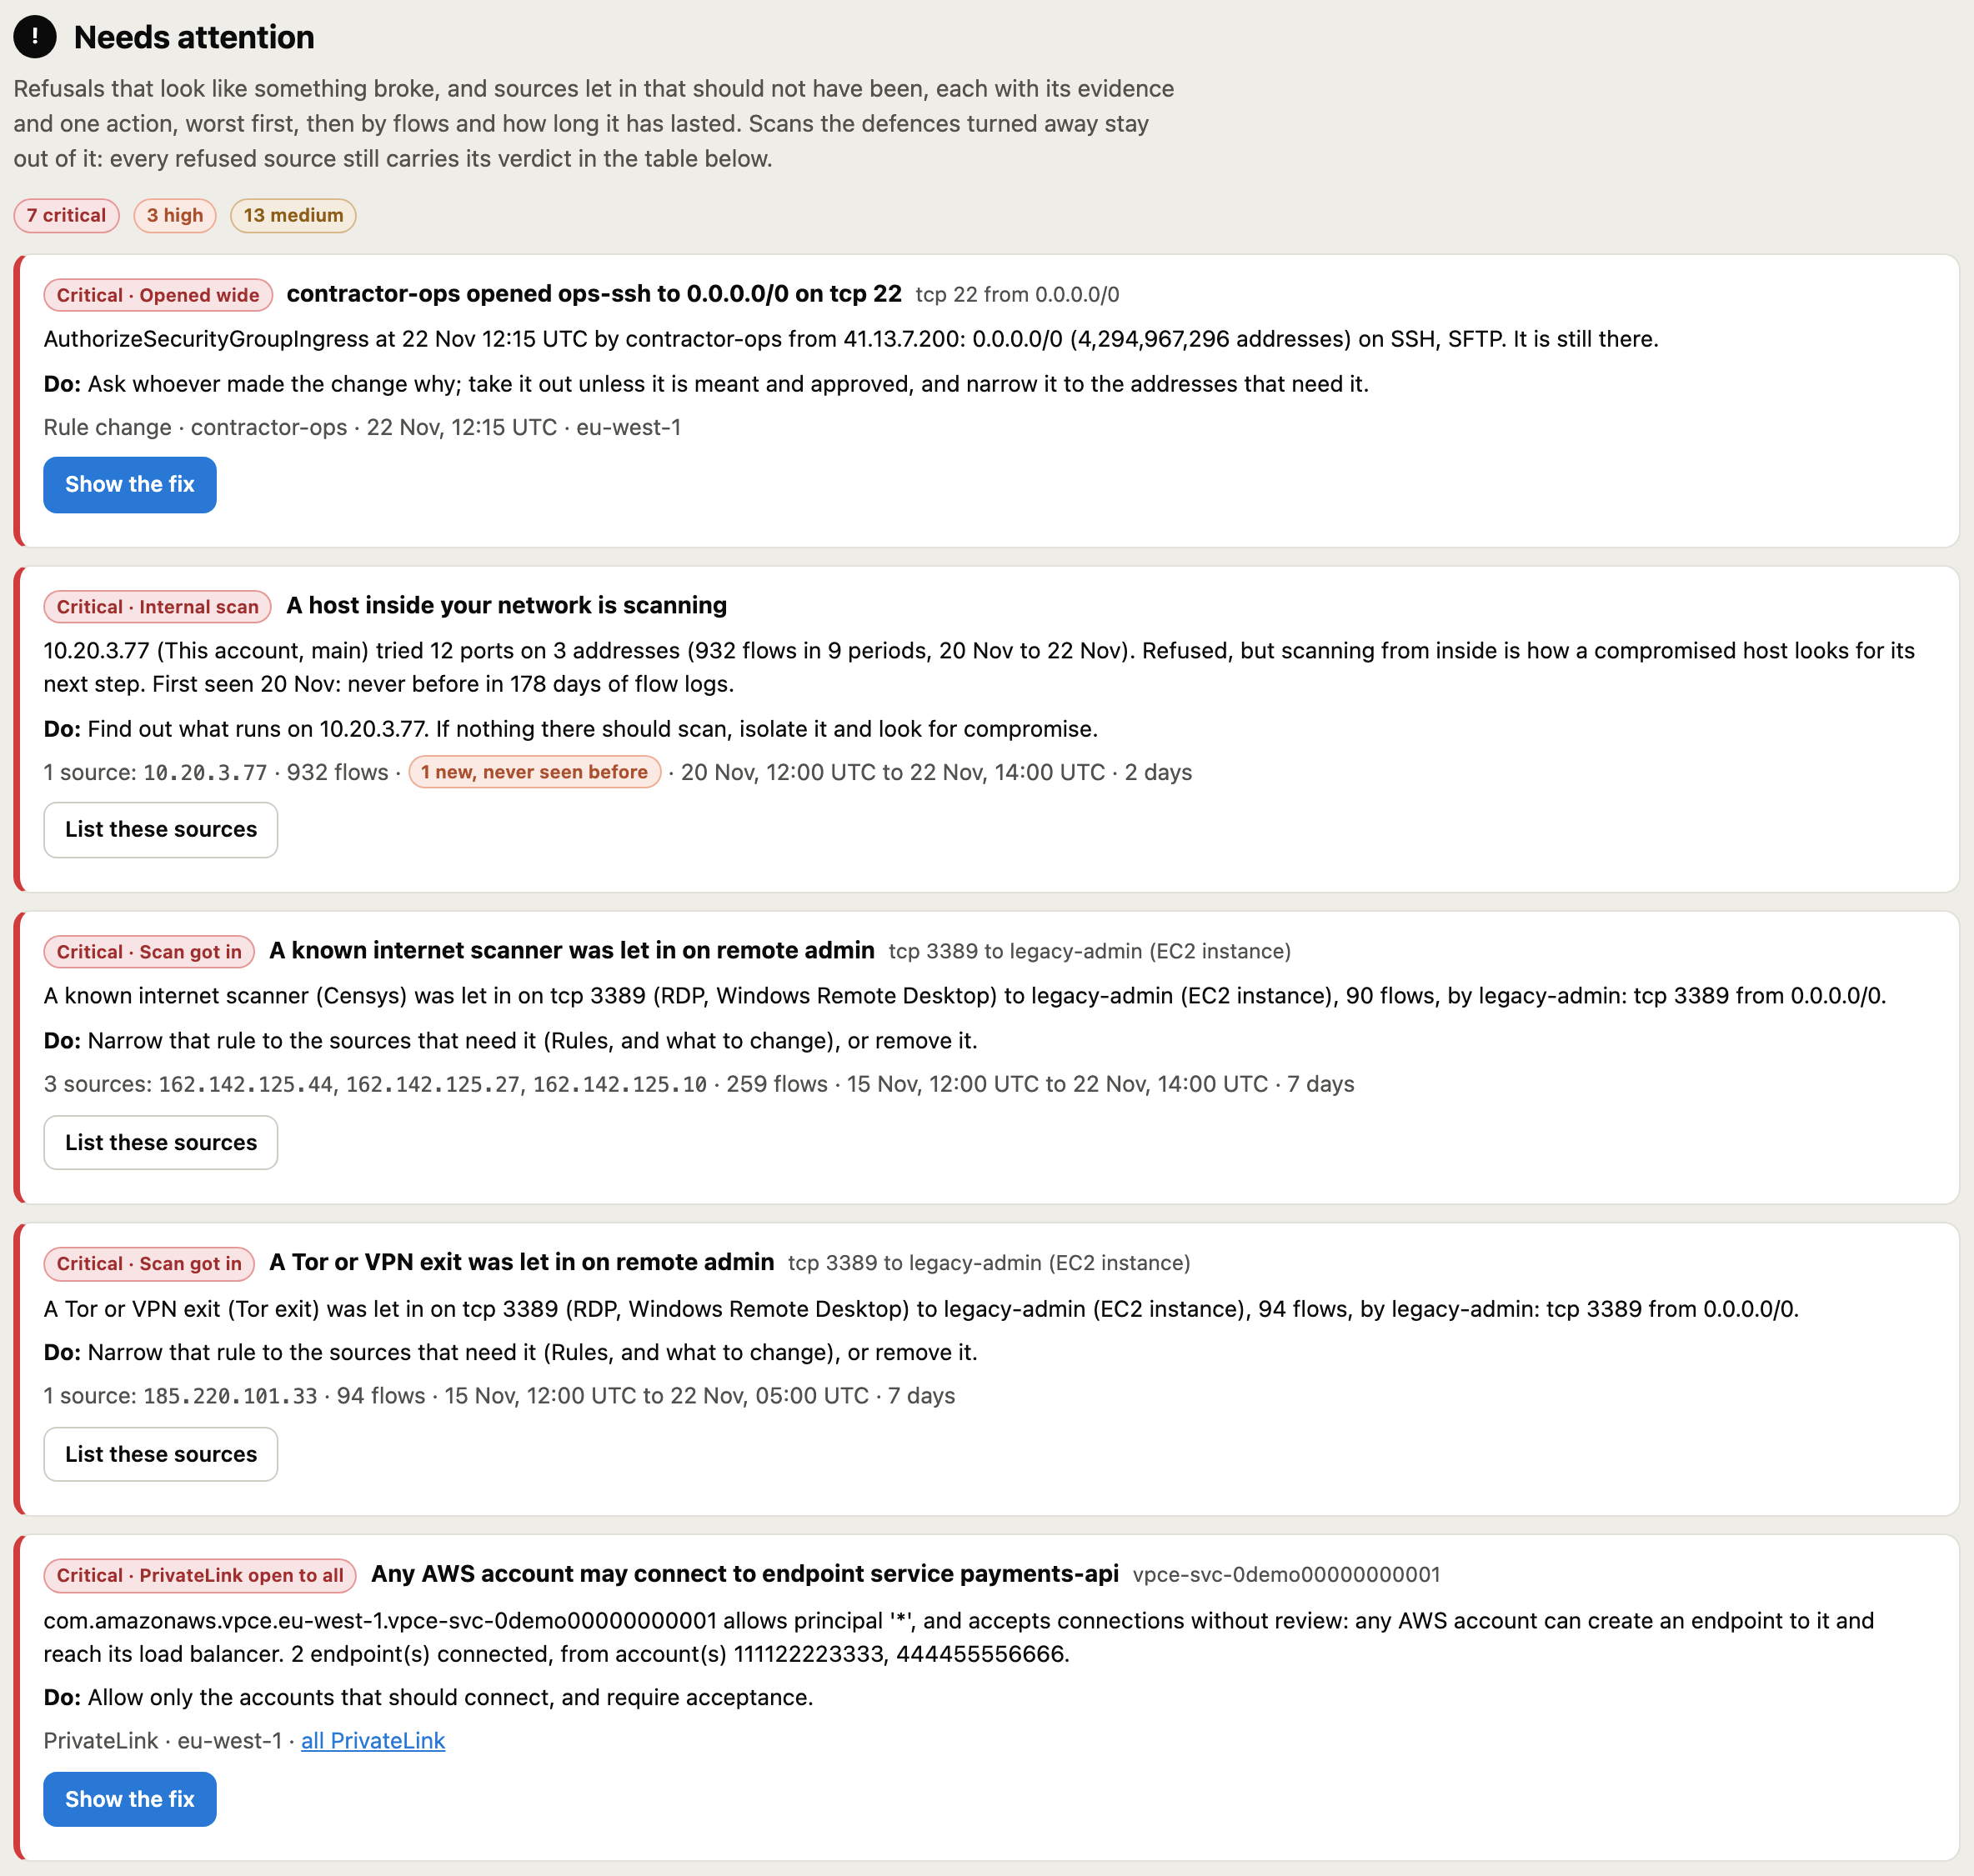 ! Needs attention
Refusals that look like something broke, and sources let in that should not have been, each with its evidence
and one action, worst first, then by flows and how long it has lasted. Scans the defences turned away stay
out of it: every refused source still carries its verdict in the table below.
7 critical 3 high 13 medium
Critical · Opened wide contractor-ops opened ops-ssh to 0.0.0.0/0 on tcp 22 tcp 22 from 0.0.0.0/0
AuthorizeSecurityGroupIngress at 22 Nov 12:15 UTC by contractor-ops from 41.13.7.200: 0.0.0.0/0 (4,294,967,296 addresses) on SSH, SFTP. It is still there.
Do: Ask whoever made the change why; take it out unless it is meant and approved, and narrow it to the addresses that need it.
Rule change · contractor-ops · 22 Nov, 12:15 UTC · eu-west-1
Show the fix
Critical · Internal scan A host inside your network is scanning
10.20.3.77 (This account, main) tried 12 ports on 3 addresses (932 flows in 9 periods, 20 Nov to 22 Nov). Refused, but scanning from inside is how a compromised host looks for its
next step. First seen 20 Nov: never before in 178 days of flow logs.
Do: Find out what runs on 10.20.3.77. If nothing there should scan, isolate it and look for compromise.
1 source: 10.20.3.77 · 932 flows · 1 new, never seen before · 20 Nov, 12:00 UTC to 22 Nov, 14:00 UTC · 2 days
List these sources
Critical · Scan got in A known internet scanner was let in on remote admin tcp 3389 to legacy-admin (EC2 instance)
A known internet scanner (Censys) was let in on tcp 3389 (RDP, Windows Remote Desktop) to legacy-admin (EC2 instance), 90 flows, by legacy-admin: tcp 3389 from 0.0.0.0/0.
Do: Narrow that rule to the sources that need it (Rules, and what to change), or remove it.
3 sources: 162.142.125.44, 162.142.125.27, 162.142.125.10 · 259 flows · 15 Nov, 12:00 UTC to 22 Nov, 14:00 UTC · 7 days
List these sources
Critical · Scan got in A Tor or VPN exit was let in on remote admin tcp 3389 to legacy-admin (EC2 instance)
A Tor or VPN exit (Tor exit) was let in on tcp 3389 (RDP, Windows Remote Desktop) to legacy-admin (EC2 instance), 94 flows, by legacy-admin: tcp 3389 from 0.0.0.0/0.
Do: Narrow that rule to the sources that need it (Rules, and what to change), or remove it.
1 source: 185.220.101.33 · 94 flows · 15 Nov, 12:00 UTC to 22 Nov, 05:00 UTC · 7 days
List these sources
Critical · PrivateLink open to all Any AWS account may connect to endpoint service payments-api vpce-svc-0demo00000000001
com.amazonaws.vpce.eu-west-1.vpce-svc-0demo00000000001 allows principal '*', and accepts connections without review: any AWS account can create an endpoint to it and
reach its load balancer. 2 endpoint(s) connected, from account(s) 111122223333, 444455556666.
Do: Allow only the accounts that should connect, and require acceptance.
PrivateLink · eu-west-1 · all PrivateLink
Show the fix